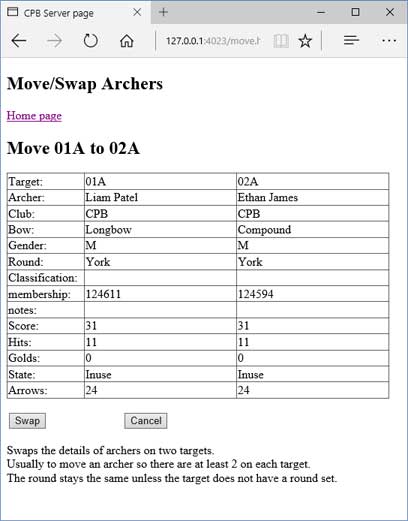 CPB Server page
127.0.0.1:4023/move.h
Move/Swap Archers
Home page
Move 01A to 02A
Target: 01A 02A
Archer: Liam Patel Ethan James
Club: CPB CPB
Bow: Longbow Compound
Gender: M M
Round: York York
Classification:
membership: 124611 124594
notes:
Score: 31 31
Hits: 11 11
Golds: 0 0
State: Inuse Inuse
Arrows: 24 24
Swap Cancel
Swaps the details of archers on two targets.
Usually to move an archer so there are at least 2 on each target.
The round stays the same unless the target does not have a round set.